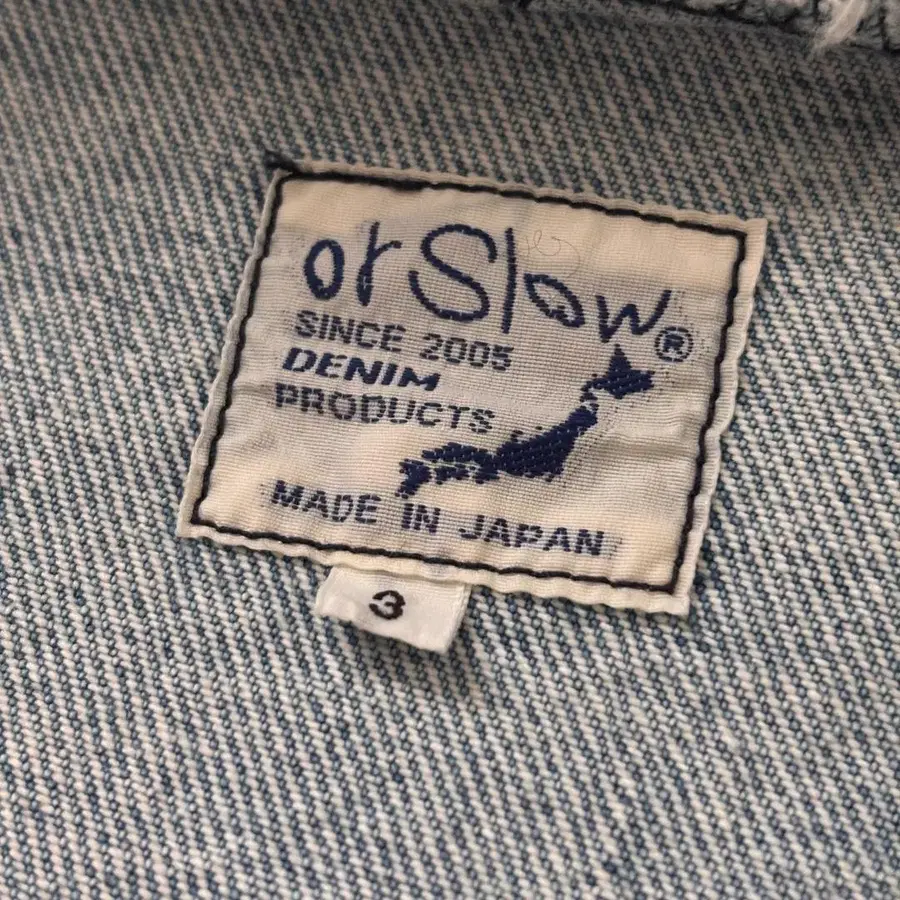 orSlow®
SINCE 2005
DENIM
PRODUCTS
MADE IN JAPAN
3